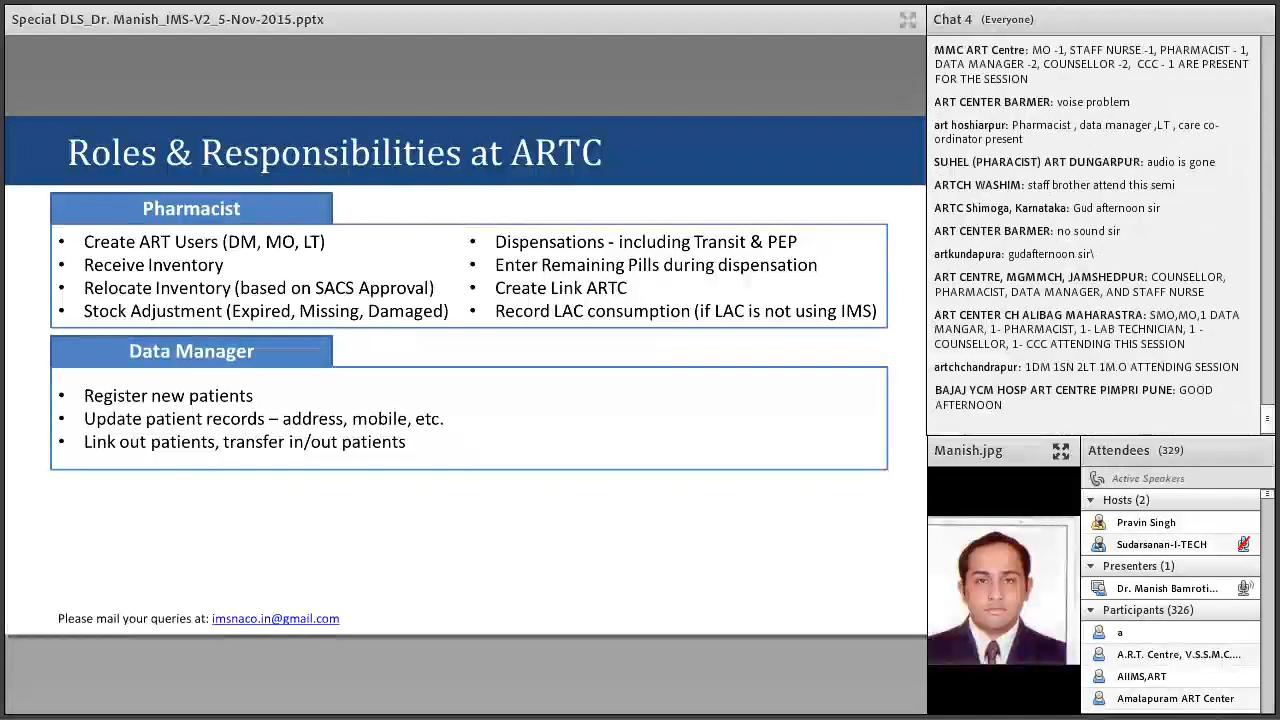 Special DLS_Dr. Manish_IMS-V2_5-Nov-2015.pptx
Roles & Responsibilities at ARTC
Pharmacist
• Create ART Users (DM, MO, LT)
• Receive Inventory
• Relocate Inventory (based on SACS Approval)
• Stock Adjustment (Expired, Missing, Damaged)
• Dispensations - including Transit & PEP
• Enter Remaining Pills during dispensation
• Create Link ARTC
• Record LAC consumption (if LAC is not using IMS)
Data Manager
• Register new patients
• Update patient records – address, mobile, etc.
• Link out patients, transfer in/out patients
Please mail your queries at: imsnaco.in@gmail.com
Chat 4 (Everyone)
MMC ART Centre: MO -1, STAFF NURSE -1, PHARMACIST - 1,
DATA MANAGER -2, COUNSELLOR -2, CCC - 1 ARE PRESENT
FOR THE SESSION
ART CENTER BARMER: voise problem
art hoshiarpur: Pharmacist , data manager ,LT , care co-
ordinator present
SUHEL (PHARACIST) ART DUNGARPUR: audio is gone
ARTCH WASHIM: staff brother attend this semi
ARTC Shimoga, Karnataka: Gud afternoon sir
ART CENTER BARMER: no sound sir
artkundapura: gudafternoon sir\
ART CENTRE, MGMMCH, JAMSHEDPUR: COUNSELLOR,
PHARMACIST, DATA MANAGER, AND STAFF NURSE
ART CENTER CH ALIBAG MAHARASTRA: SMO,MO,1 DATA
MANGAR, 1- PHARMACIST, 1- LAB TECHNICIAN, 1 -
COUNSELLOR, 1- CCC ATTENDING THIS SESSION
artchchandrapur: 1DM 1SN 2LT 1M.O ATTENDING SESSION
BAJAJ YCM HOSP ART CENTRE PIMPRI PUNE: GOOD
AFTERNOON
Manish.jpg
Attendees (329)
Active Speakers
Hosts (2)
Pravin Singh
Sudarsanan-I-TECH
Presenters (1)
Dr. Manish Bamroti...
Participants (326)
a
A.R.T. Centre, V.S.S.M.C....
AIIMS,ART
Amalapuram ART Center